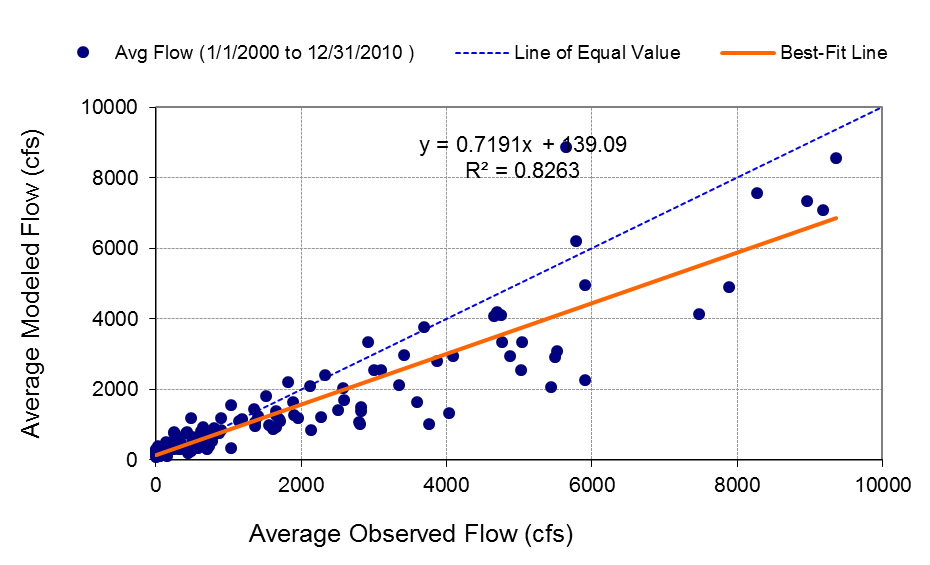 Avg Flow (1/1/2000 to 12/31/2010 ) Line of Equal Value Best-Fit Line
Average Modeled Flow (cfs)
10000
8000
6000
4000
2000
0
y = 0.7191x + 139.09
R² = 0.8263
0 2000 4000 6000 8000 10000
Average Observed Flow (cfs)